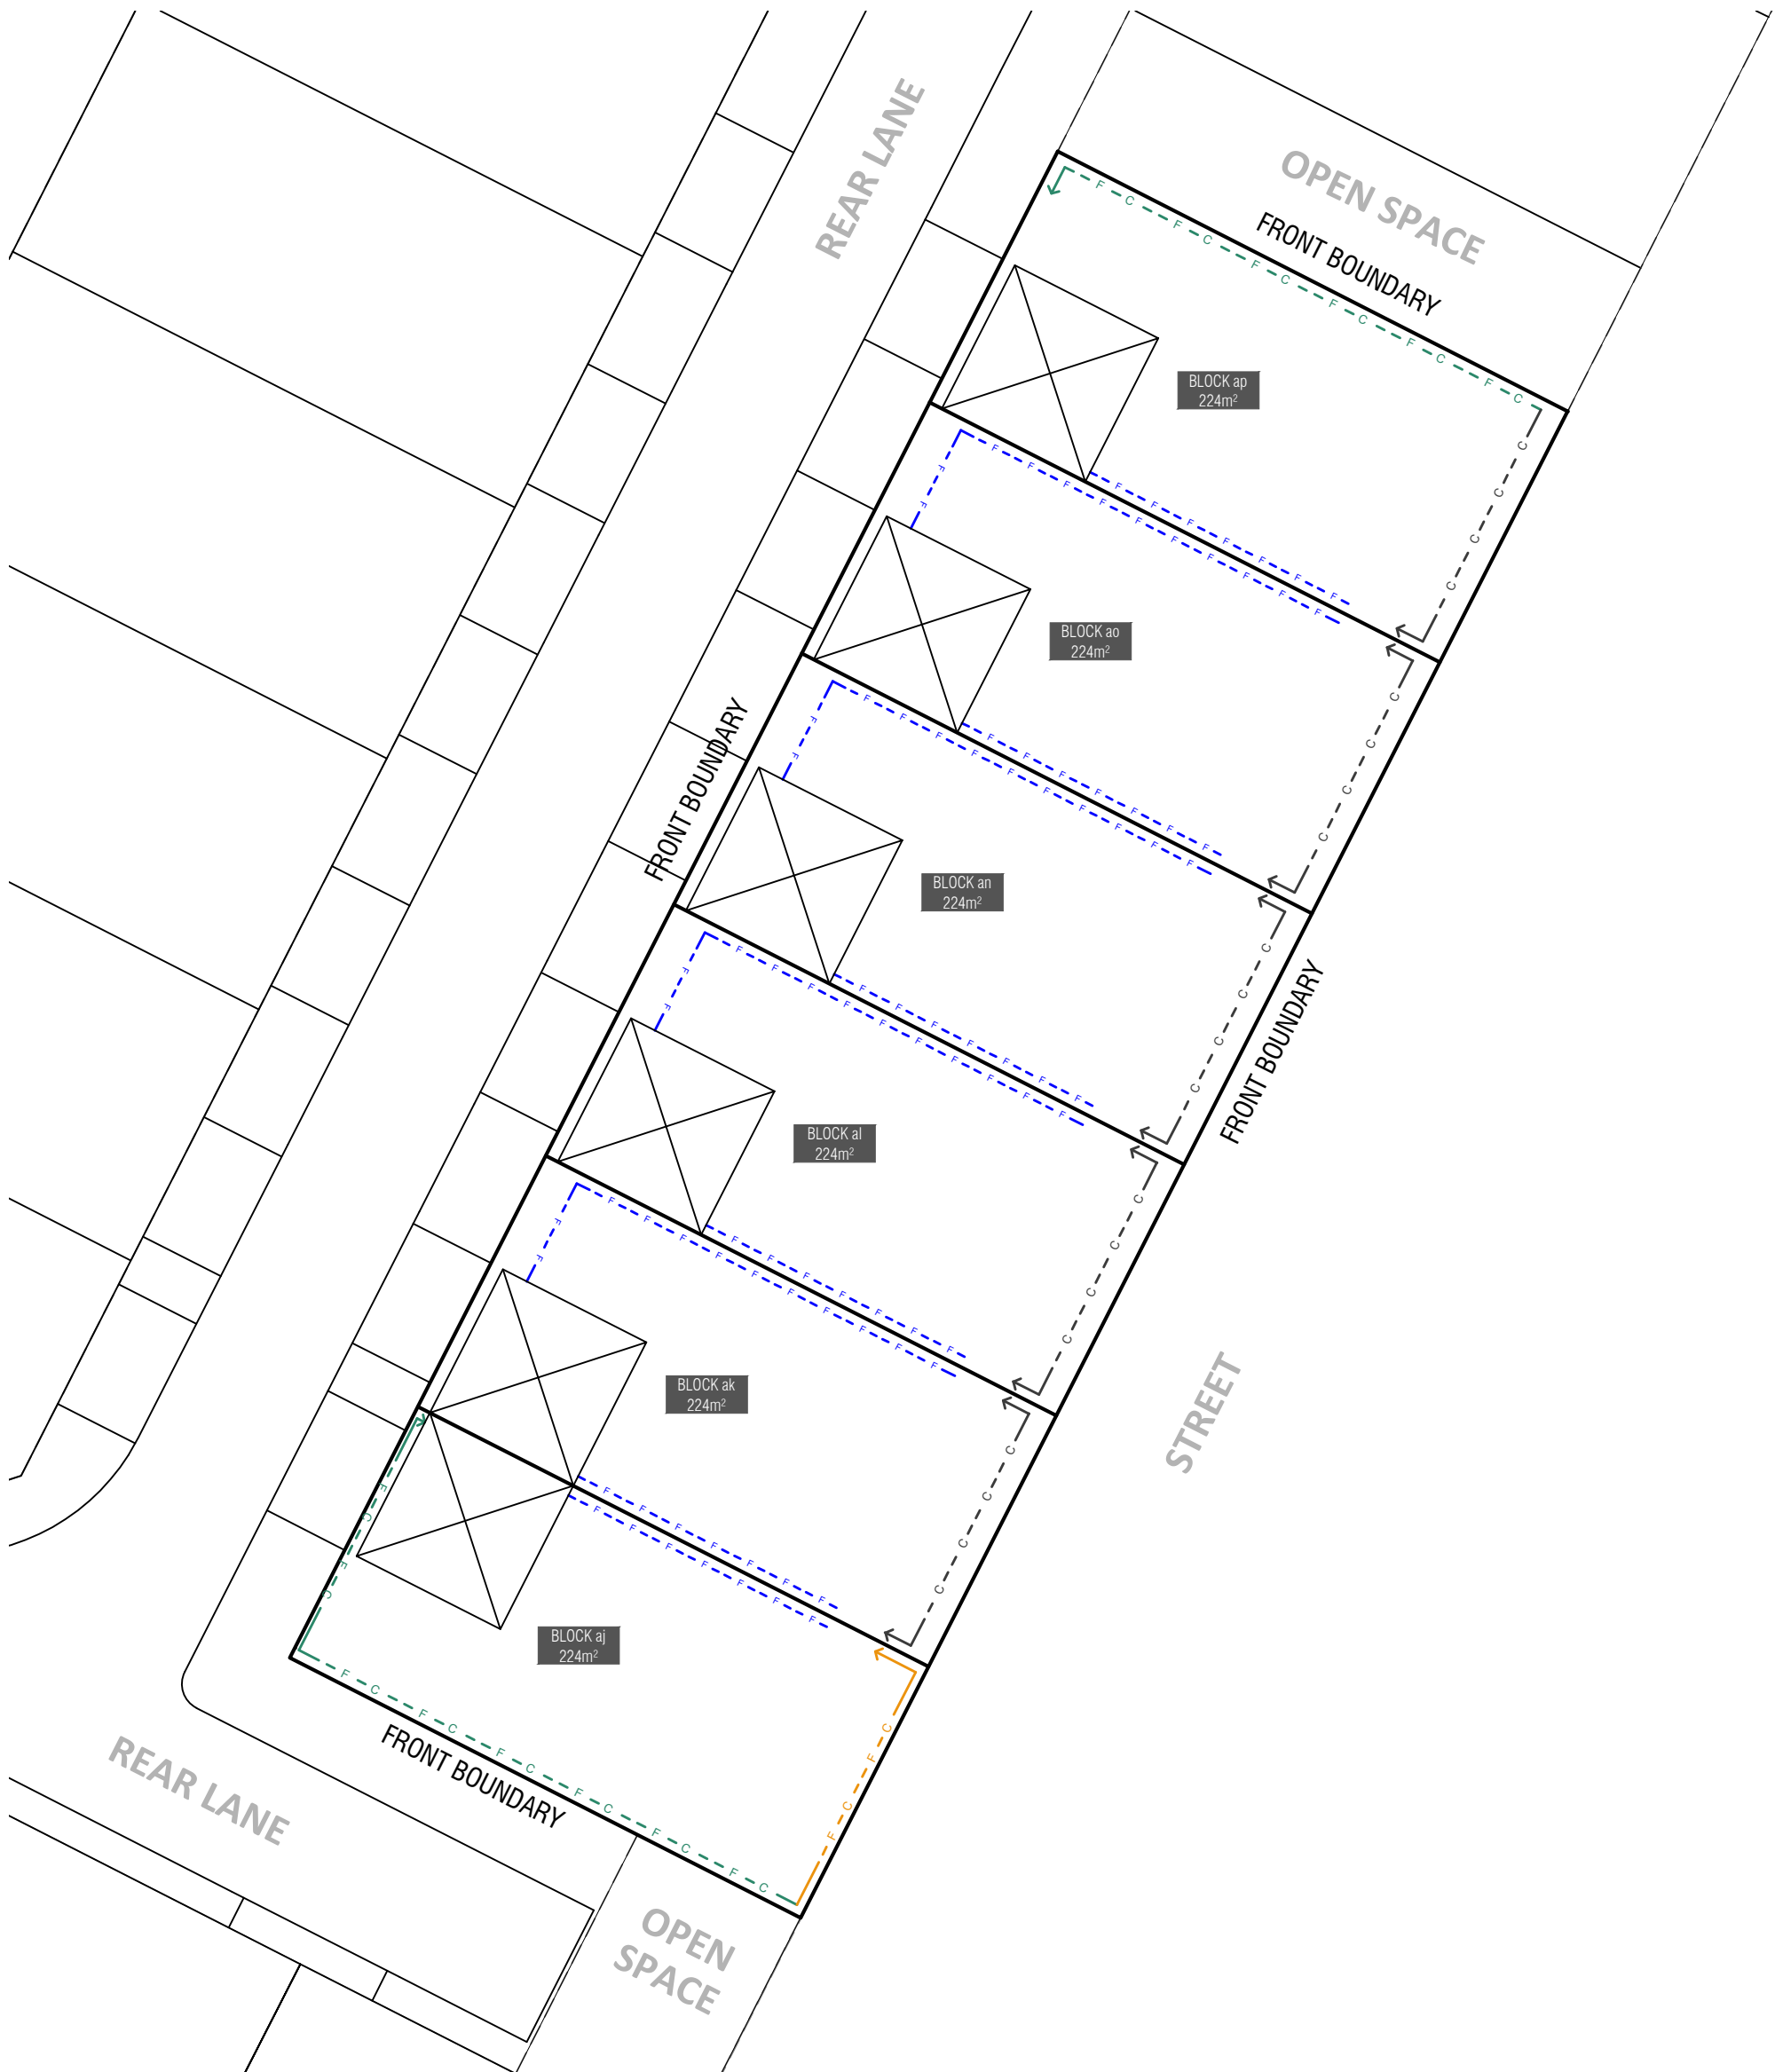 REAR LANE
OPEN SPACE
FRONT BOUNDARY
BLOCK ap
224m²
BLOCK ao
224m²
FRONT BOUNDARY
BLOCK an
224m²
FRONT BOUNDARY
BLOCK al
224m²
BLOCK ak
224m²
STREET
BLOCK aj
224m²
FRONT BOUNDARY
REAR LANE
OPEN
SPACE
F C F C F C F C F C F C
C C C C
F F
F F F F F F F
F F F F F F F F F F
C C C C
F F
F F F F F F F
F F F F F F F F F F
C C C C
F F
F F F F F F F
F F F F F F F F F F
C C C C
F F
F F F F F F F
F F F F F F F F F F
C C C C
F F F F F F F
F F F F F F F
F C F C
F C F C F C F C F C F C
C F C F